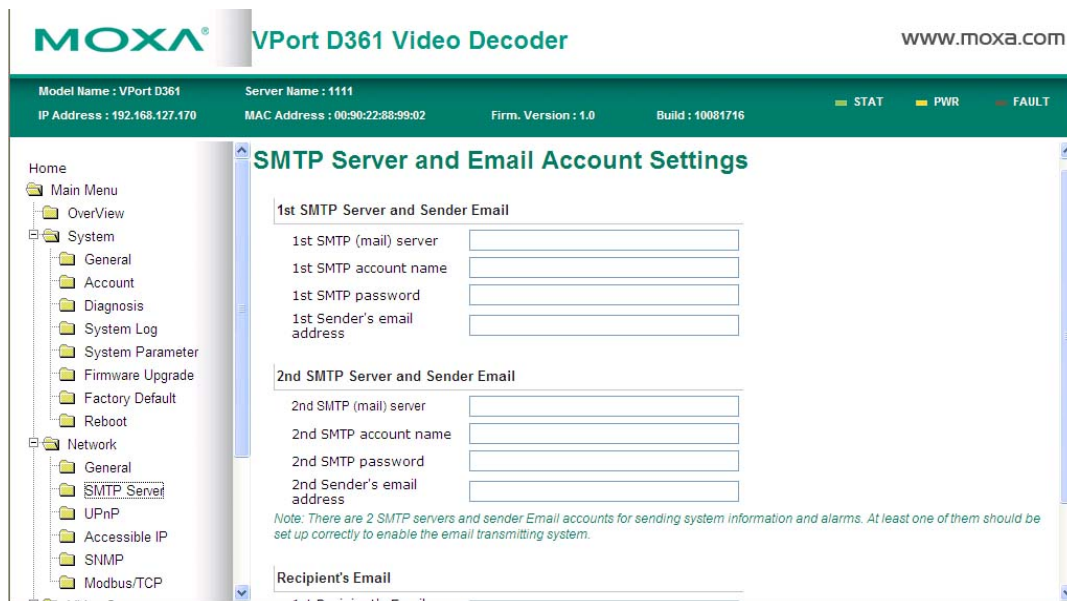 MOXA®
VPort D361 Video Decoder
www.moxa.com
Model Name : VPort D361
Server Name : 1111
IP Address : 192.168.127.170
MAC Address : 00:90:22:88:99:02
Firm. Version : 1.0
Build : 10081716
STAT
PWR
FAULT
Home
Main Menu
OverView
System
General
Account
Diagnosis
System Log
System Parameter
Firmware Upgrade
Factory Default
Reboot
Network
General
SMTP Server
UPnP
Accessible IP
SNMP
Modbus/TCP
SMTP Server and Email Account Settings
1st SMTP Server and Sender Email
1st SMTP (mail) server
1st SMTP account name
1st SMTP password
1st Sender's email
address
2nd SMTP Server and Sender Email
2nd SMTP (mail) server
2nd SMTP account name
2nd SMTP password
2nd Sender's email
address
Note: There are 2 SMTP servers and sender Email accounts for sending system information and alarms. At least one of them should be
set up correctly to enable the email transmitting system.
Recipient's Email